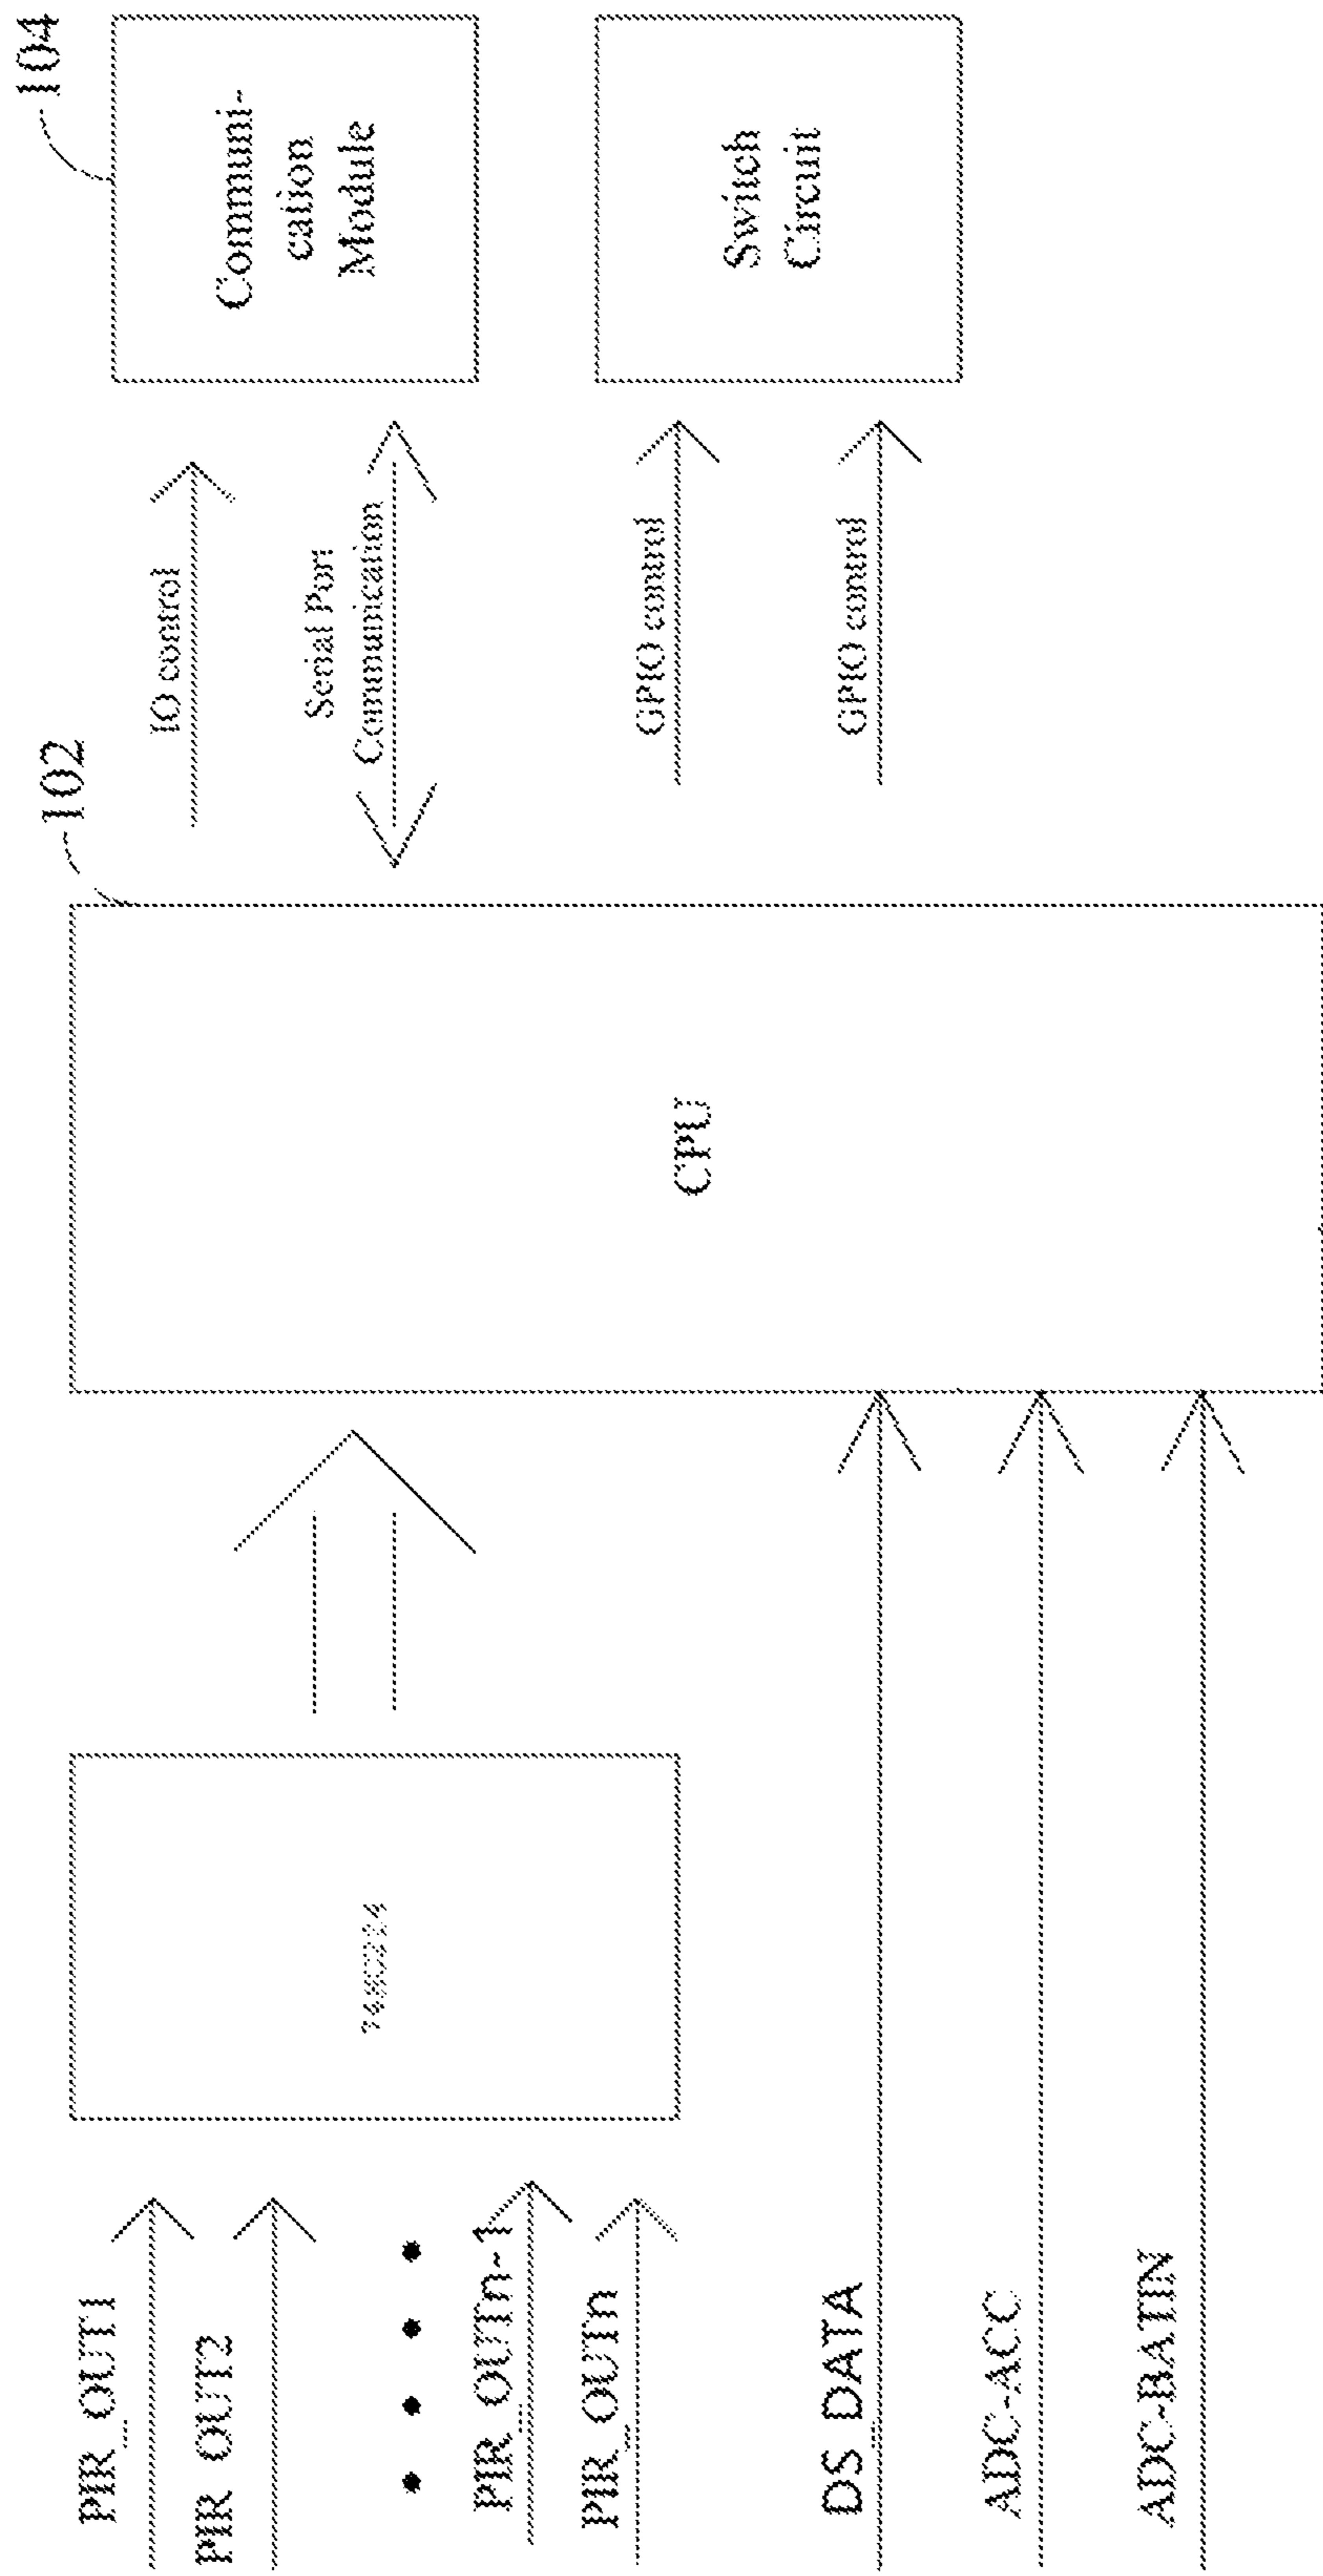 PIR_OUT1
PIR_OUT2
PIR_OUTn-1
PIR_OUTn
DS_DATA
ADC-ACC
ADC-BATIN
102
CPU
IO control
Serial Port
Communication
GPIO control
GPIO control
104
Communi-
cation
Module
Switch
Circuit